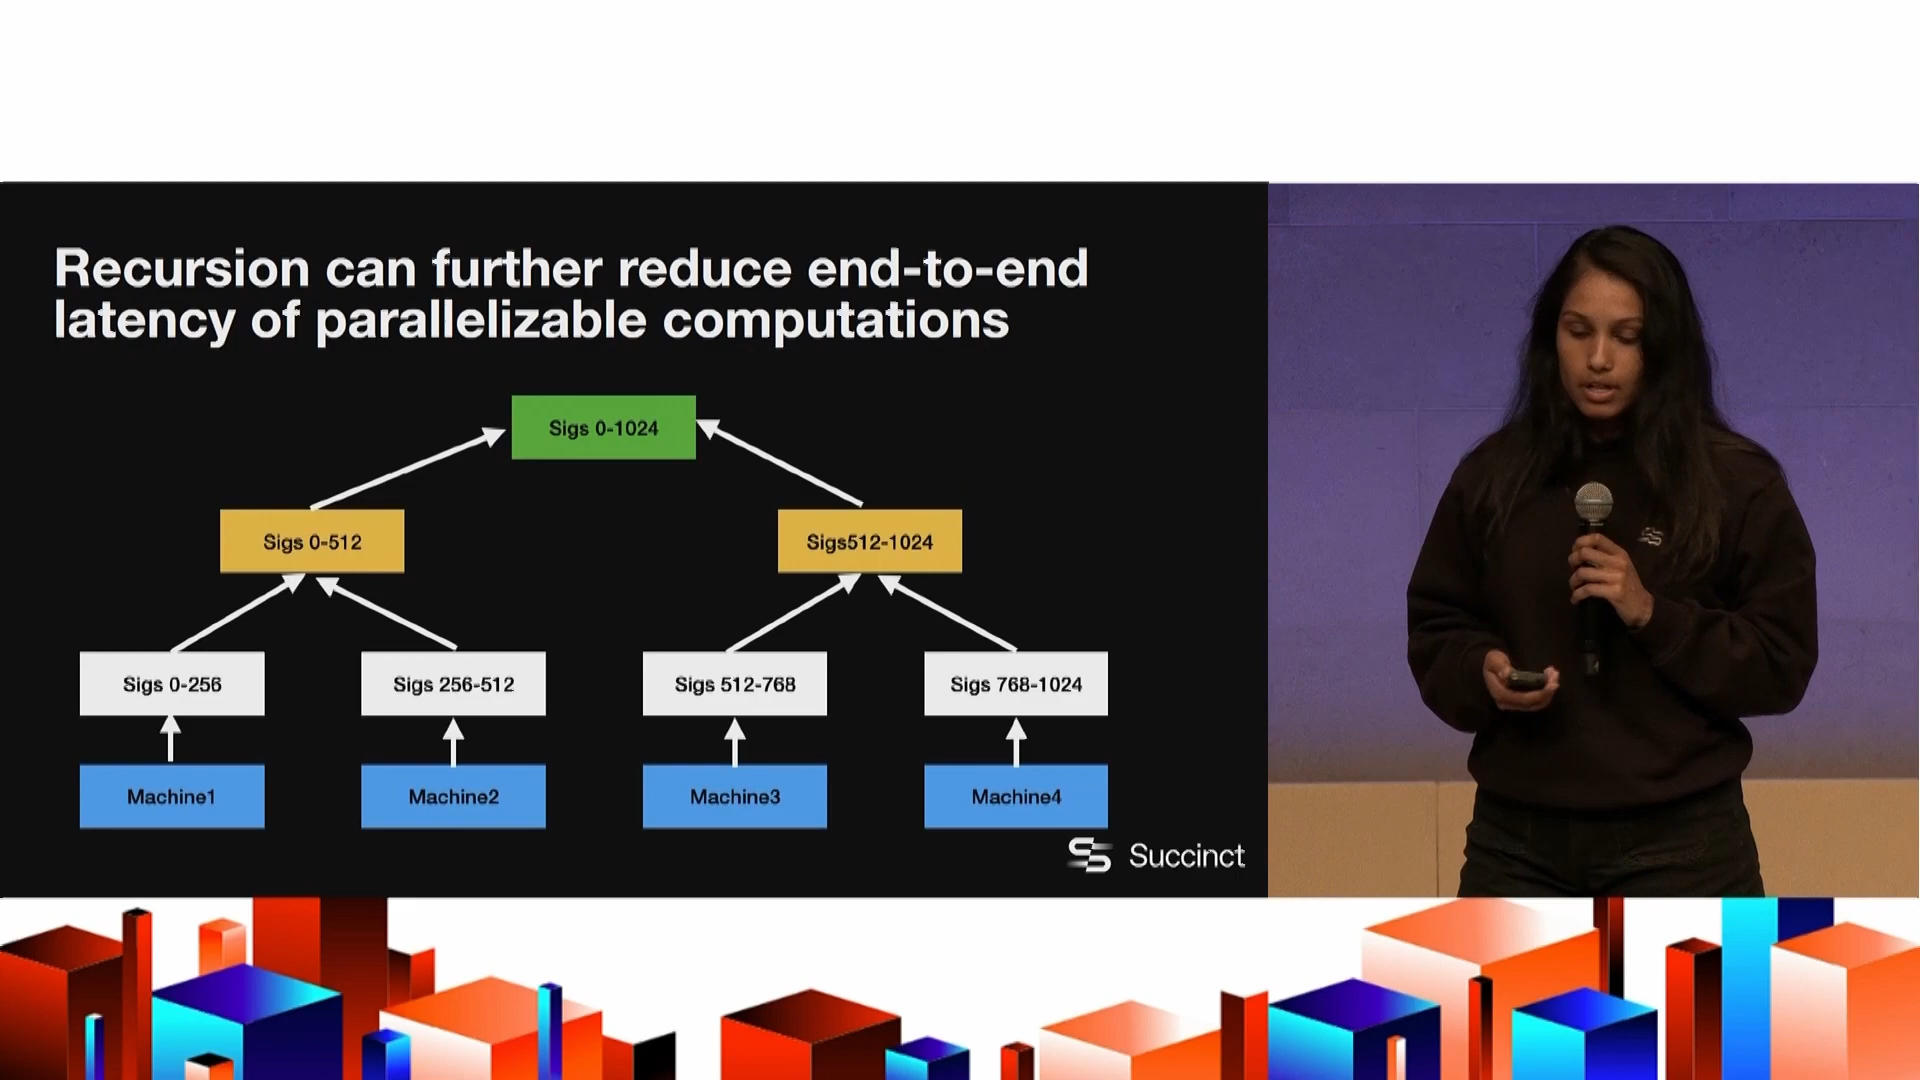 Recursion can further reduce end-to-end
latency of parallelizable computations
Sigs 0-1024
Sigs 0-512
Sigs512-1024
Sigs 0-256
Sigs 256-512
Sigs 512-768
Sigs 768-1024
Machine1
Machine2
Machine3
Machine4
Succinct